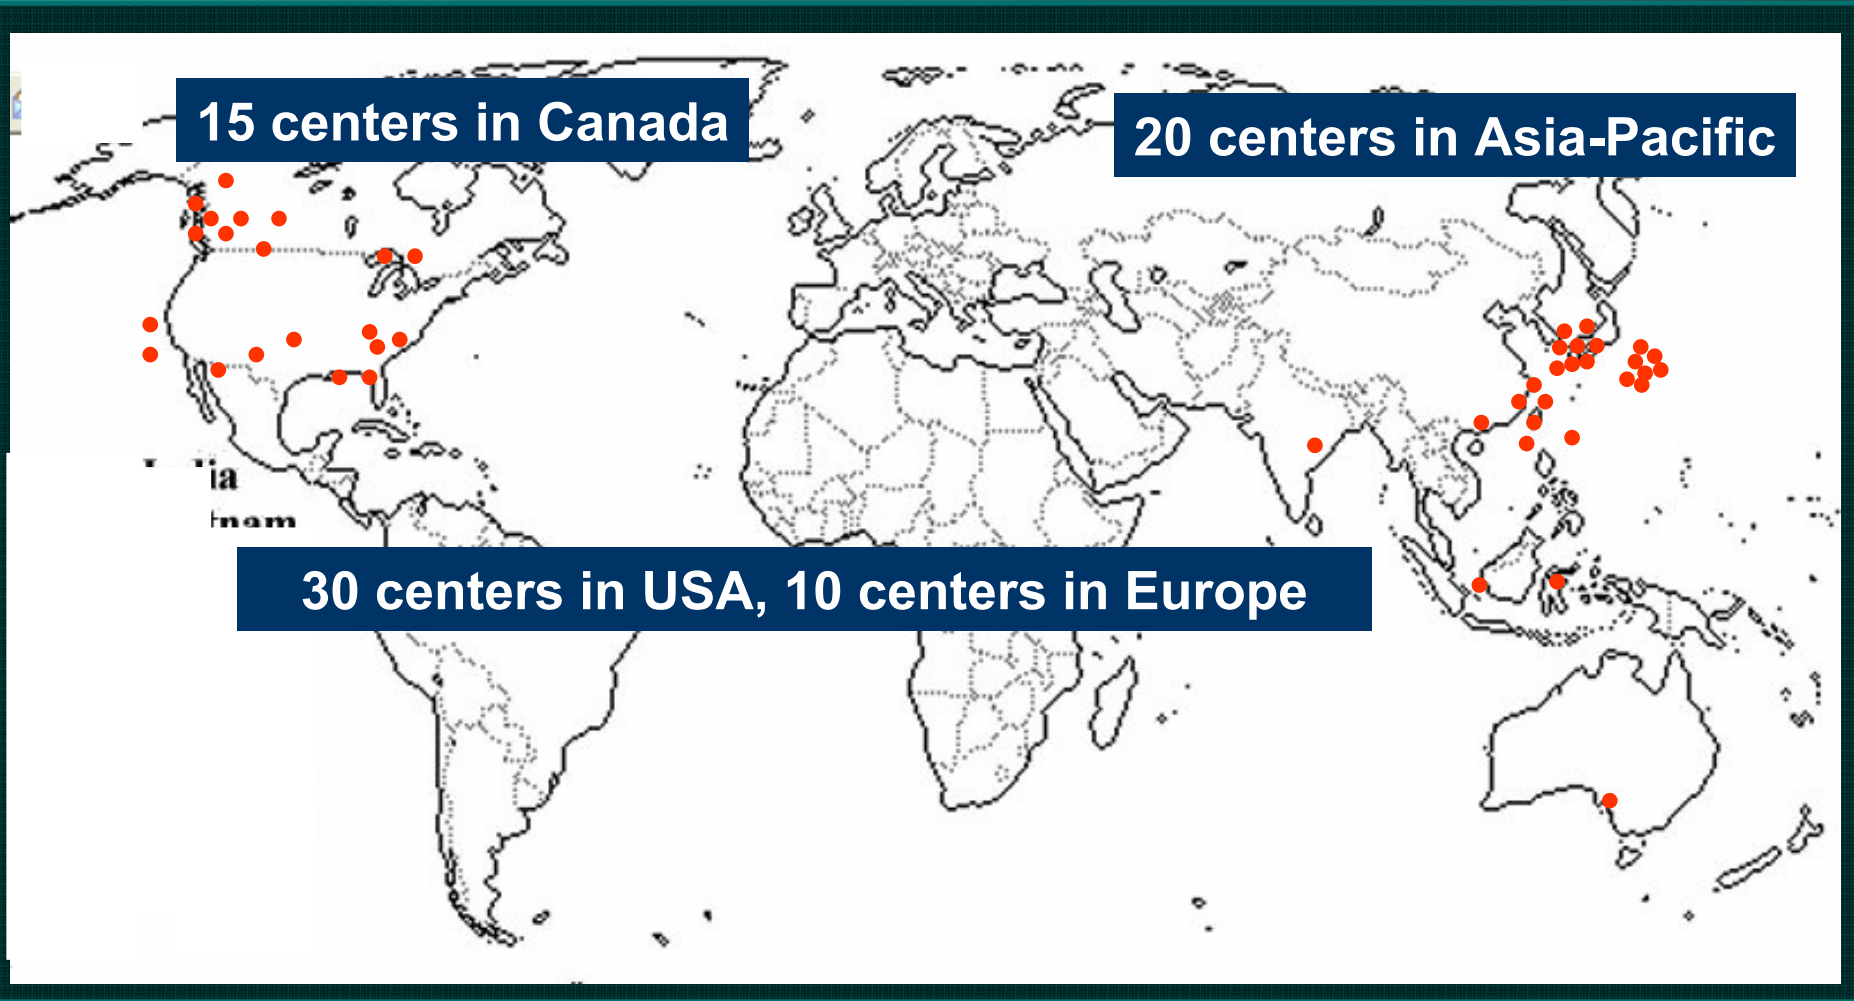 15 centers in Canada
20 centers in Asia-Pacific
30 centers in USA, 10 centers in Europe